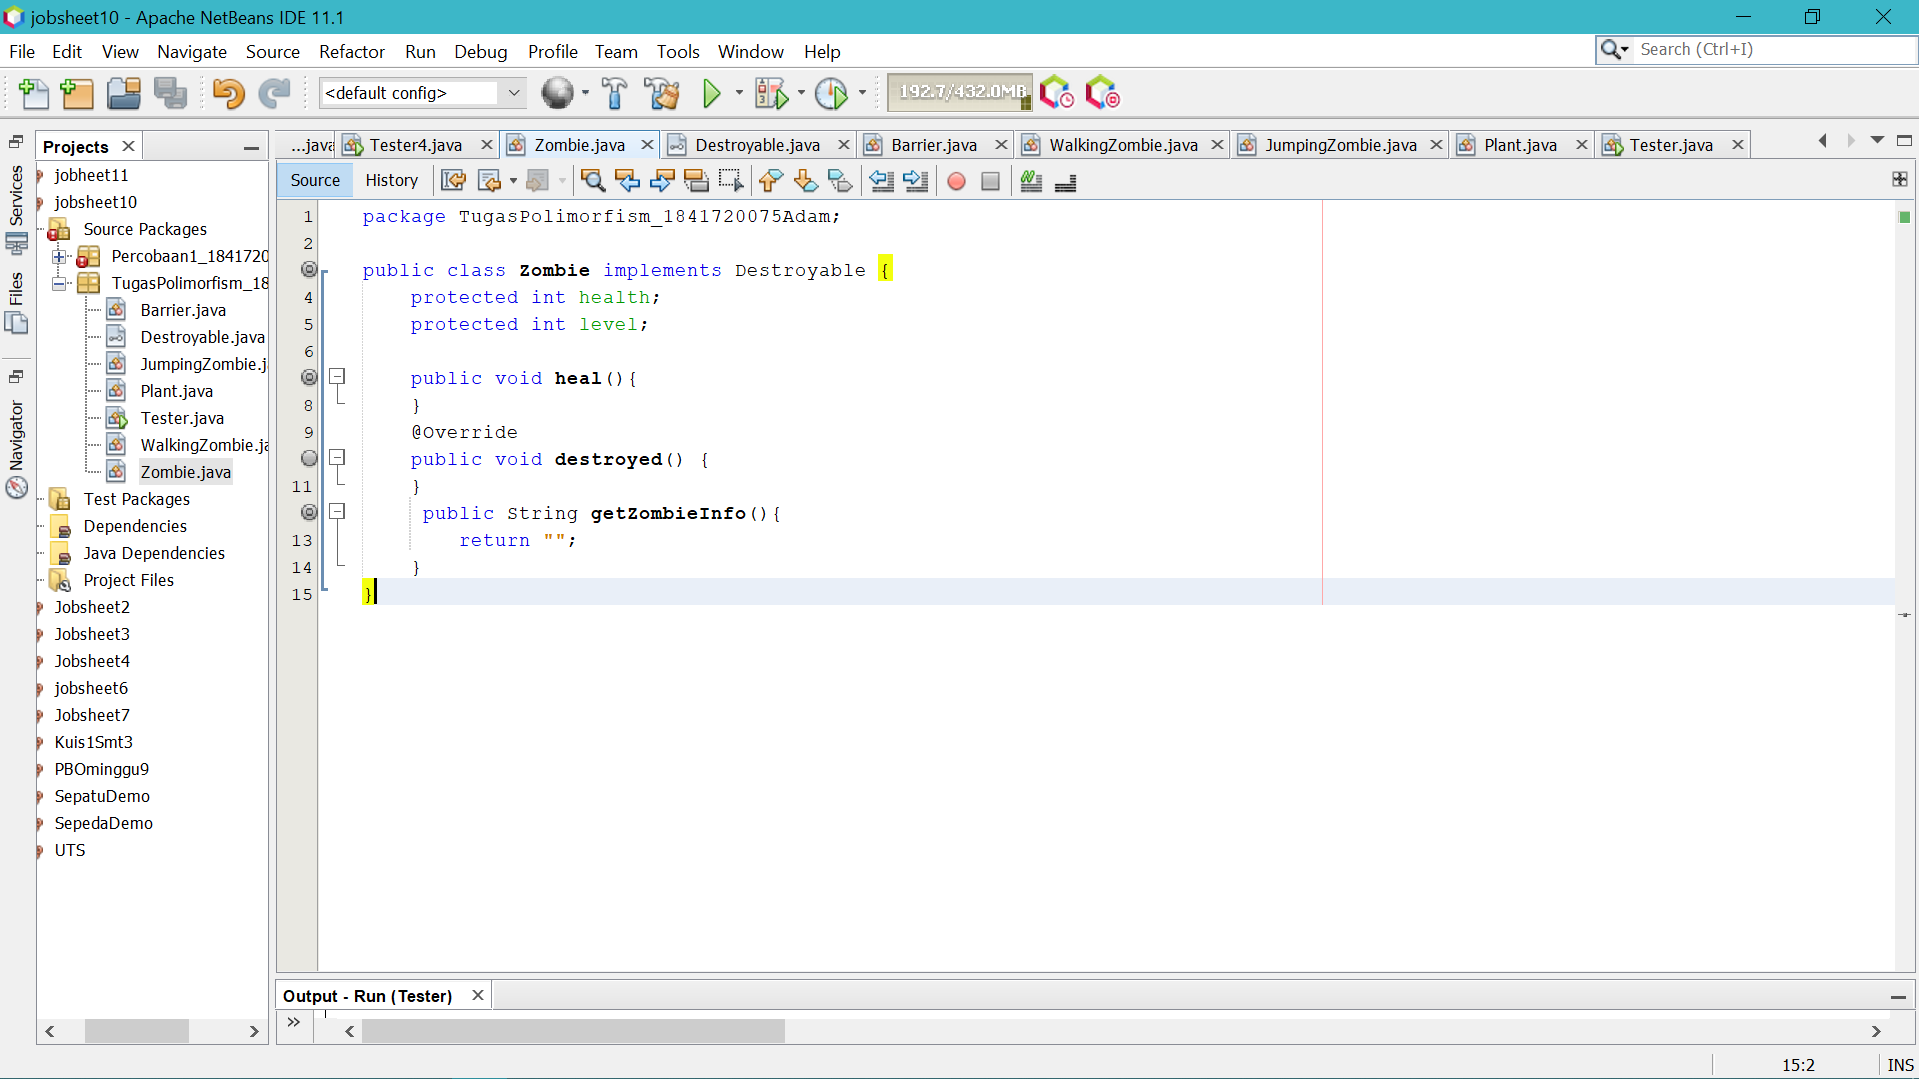 jobsheet10 - Apache NetBeans IDE 11.1
File Edit View Navigate Source Refactor Run Debug Profile Team Tools Window Help
Search (Ctrl+I)
<default config>
192.7/432.0MB
Projects
...java Tester4.java Zombie.java Destroyable.java Barrier.java WalkingZombie.java JumpingZombie.java Plant.java Tester.java
Source History
Services
Files
Navigator
jobheet11
jobsheet10
Source Packages
Percobaan1_1841720
TugasPolimorfism_18
Barrier.java
Destroyable.java
JumpingZombie.j
Plant.java
Tester.java
WalkingZombie.ja
Zombie.java
Test Packages
Dependencies
Java Dependencies
Project Files
Jobsheet2
Jobsheet3
Jobsheet4
jobsheet6
Jobsheet7
Kuis1Smt3
PBOminggu9
SepatuDemo
SepedaDemo
UTS
1 package TugasPolimorfism_1841720075Adam;
2
public class Zombie implements Destroyable {
4 protected int health;
5 protected int level;
6
public void heal(){
8 }
9 @Override
public void destroyed() {
11 }
public String getZombieInfo(){
13 return "";
14 }
15 }
Output - Run (Tester)
15:2 INS